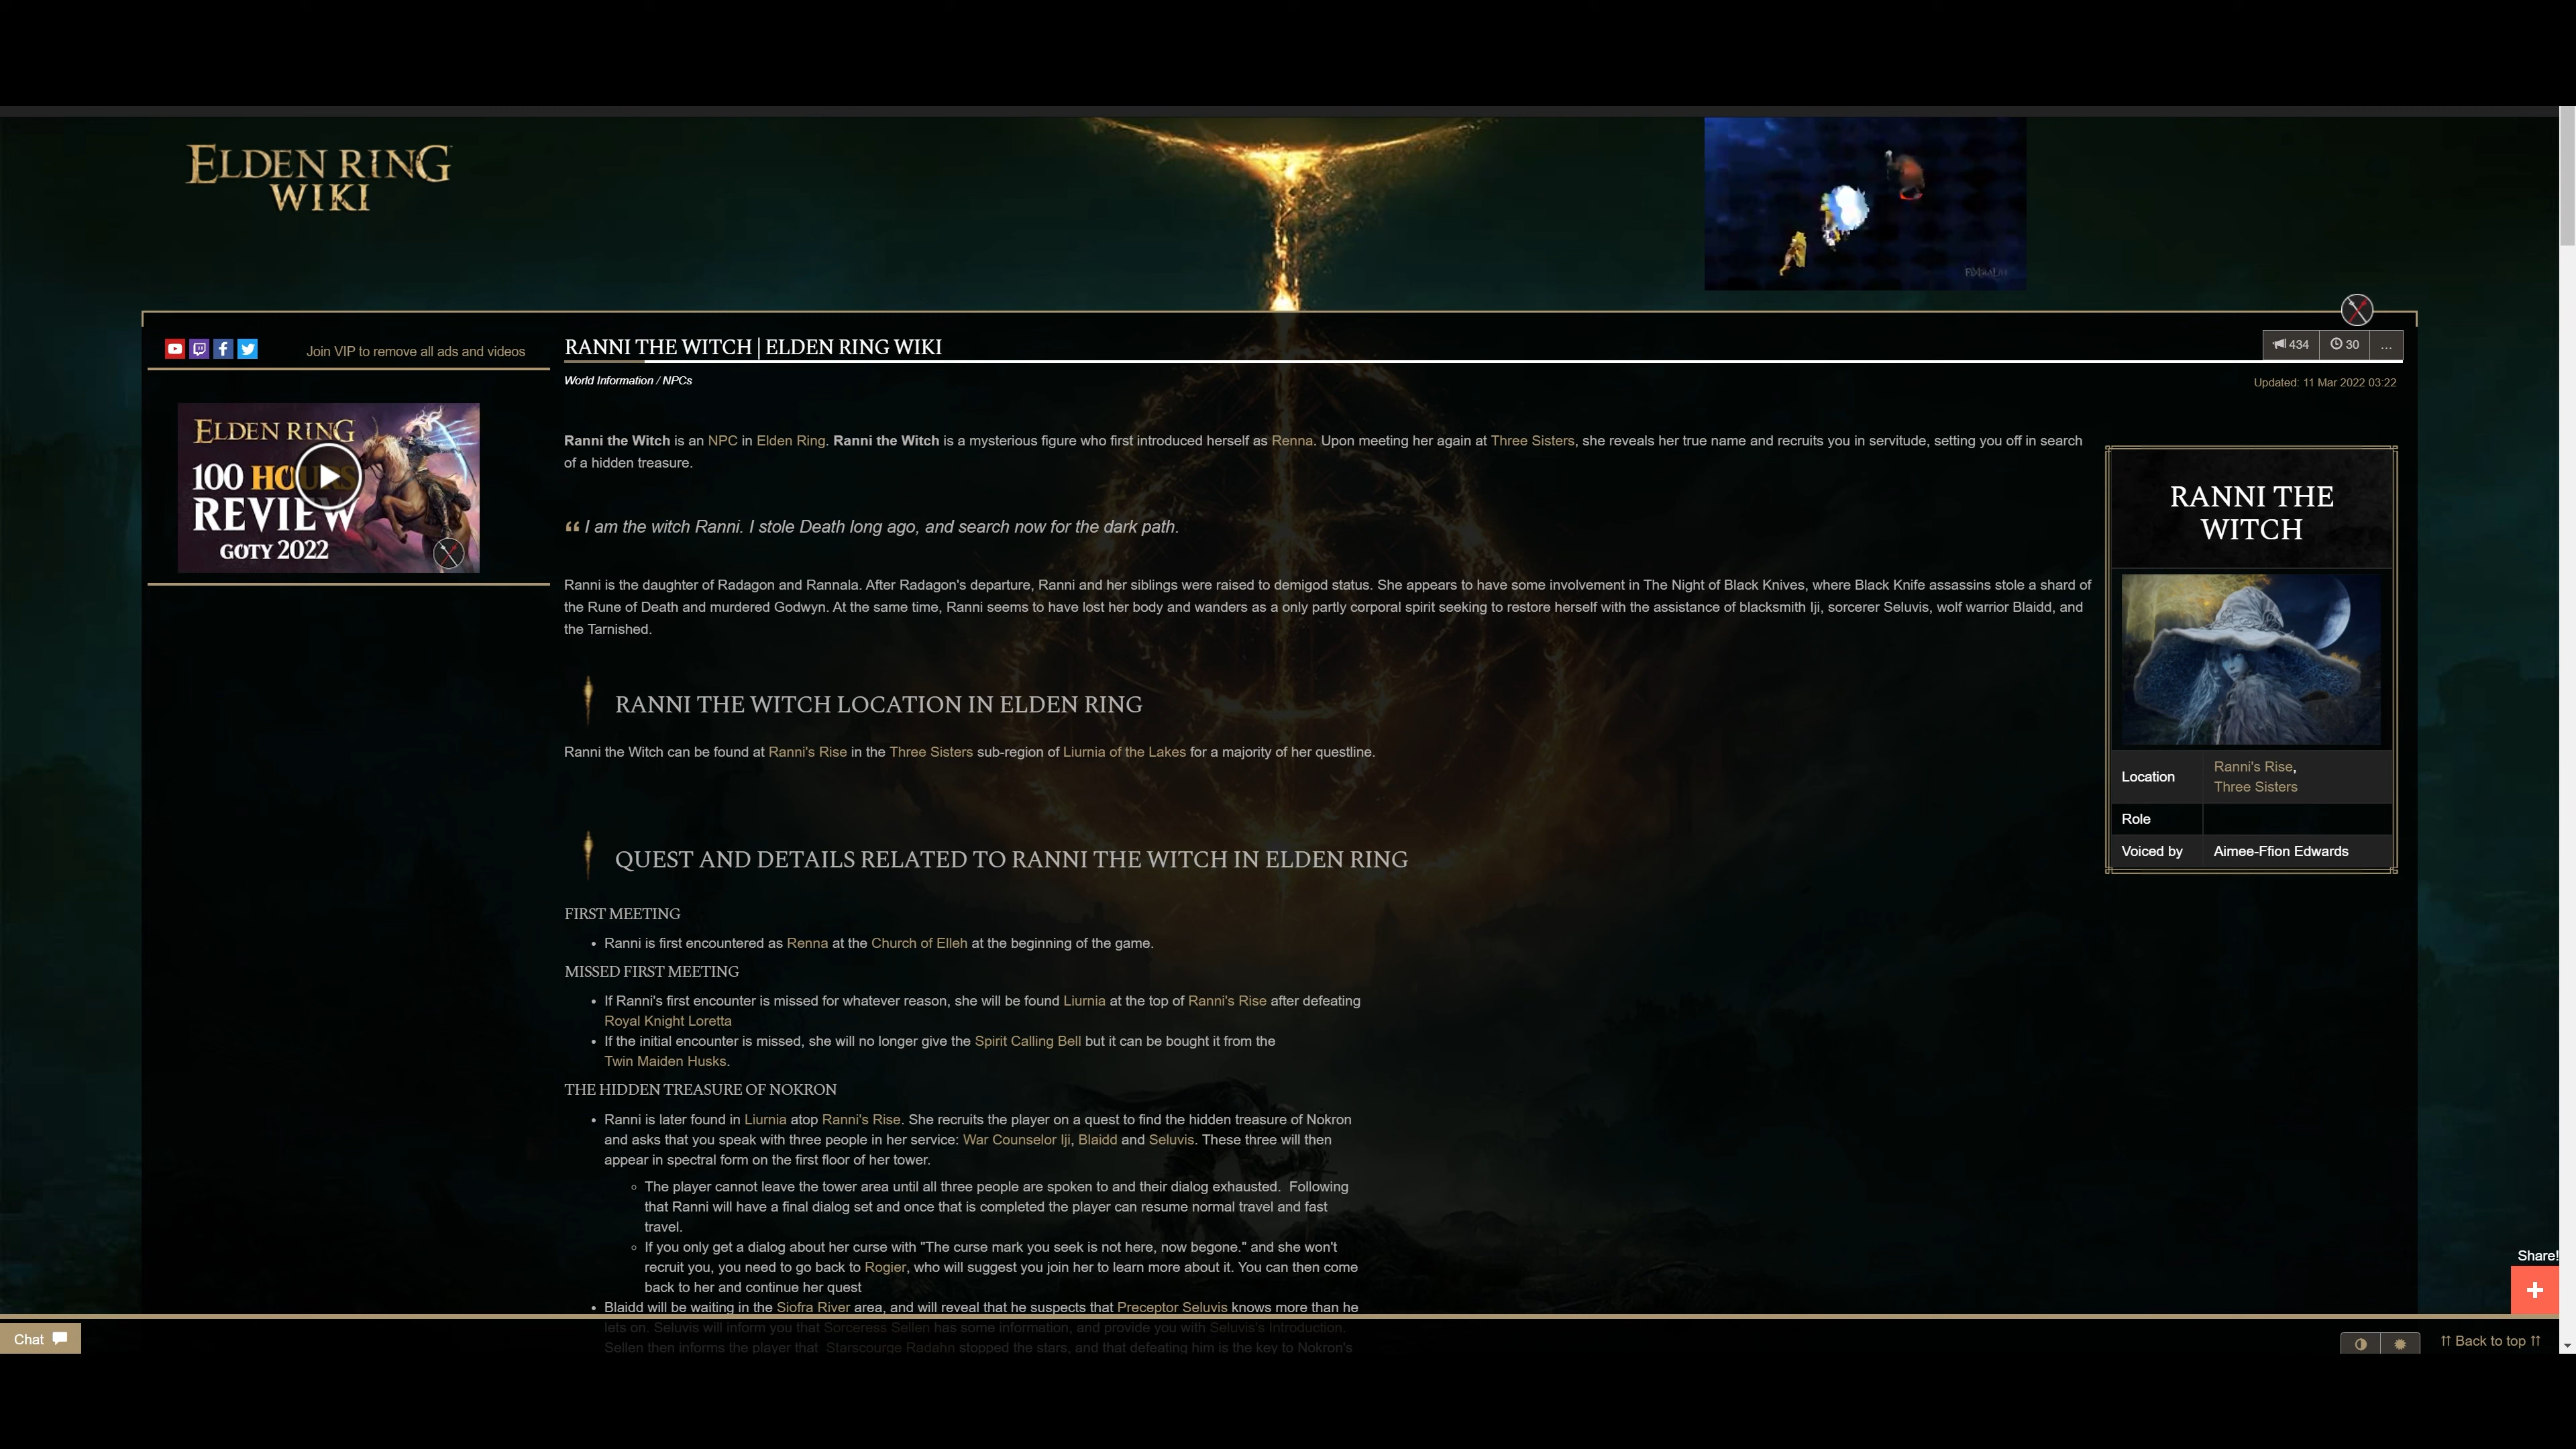 ELDEN RING
WIKI
Join VIP to remove all ads and videos
ELDEN RING
100 HOURS
REVIEW
GOTY 2022
RANNI THE WITCH | ELDEN RING WIKI
434
30
...
World Information / NPCs
Updated: 11 Mar 2022 03:22
Ranni the Witch is an NPC in Elden Ring. Ranni the Witch is a mysterious figure who first introduced herself as Renna. Upon meeting her again at Three Sisters, she reveals her true name and recruits you in servitude, setting you off in search
of a hidden treasure.
“ I am the witch Ranni. I stole Death long ago, and search now for the dark path.
Ranni is the daughter of Radagon and Rannala. After Radagon's departure, Ranni and her siblings were raised to demigod status. She appears to have some involvement in The Night of Black Knives, where Black Knife assassins stole a shard of
the Rune of Death and murdered Godwyn. At the same time, Ranni seems to have lost her body and wanders as a only partly corporal spirit seeking to restore herself with the assistance of blacksmith Iji, sorcerer Seluvis, wolf warrior Blaidd, and
the Tarnished.
RANNI THE WITCH LOCATION IN ELDEN RING
Ranni the Witch can be found at Ranni's Rise in the Three Sisters sub-region of Liurnia of the Lakes for a majority of her questline.
QUEST AND DETAILS RELATED TO RANNI THE WITCH IN ELDEN RING
FIRST MEETING
• Ranni is first encountered as Renna at the Church of Elleh at the beginning of the game.
MISSED FIRST MEETING
• If Ranni's first encounter is missed for whatever reason, she will be found Liurnia at the top of Ranni's Rise after defeating
Royal Knight Loretta
• If the initial encounter is missed, she will no longer give the Spirit Calling Bell but it can be bought it from the
Twin Maiden Husks.
THE HIDDEN TREASURE OF NOKRON
• Ranni is later found in Liurnia atop Ranni's Rise. She recruits the player on a quest to find the hidden treasure of Nokron
and asks that you speak with three people in her service: War Counselor Iji, Blaidd and Seluvis. These three will then
appear in spectral form on the first floor of her tower.
◦ The player cannot leave the tower area until all three people are spoken to and their dialog exhausted. Following
that Ranni will have a final dialog set and once that is completed the player can resume normal travel and fast
travel.
◦ If you only get a dialog about her curse with "The curse mark you seek is not here, now begone." and she won't
recruit you, you need to go back to Rogier, who will suggest you join her to learn more about it. You can then come
back to her and continue her quest
• Blaidd will be waiting in the Siofra River area, and will reveal that he suspects that Preceptor Seluvis knows more than he
lets on. Seluvis will inform you that Sorceress Sellen has some information, and provide you with Seluvis's Introduction.
Sellen then informs the player that Starscourge Radahn stopped the stars, and that defeating him is the key to Nokron's
RANNI THE
WITCH
Location
Ranni's Rise,
Three Sisters
Role
Voiced by
Aimee-Ffion Edwards
Share!
Chat
⇈ Back to top ⇈